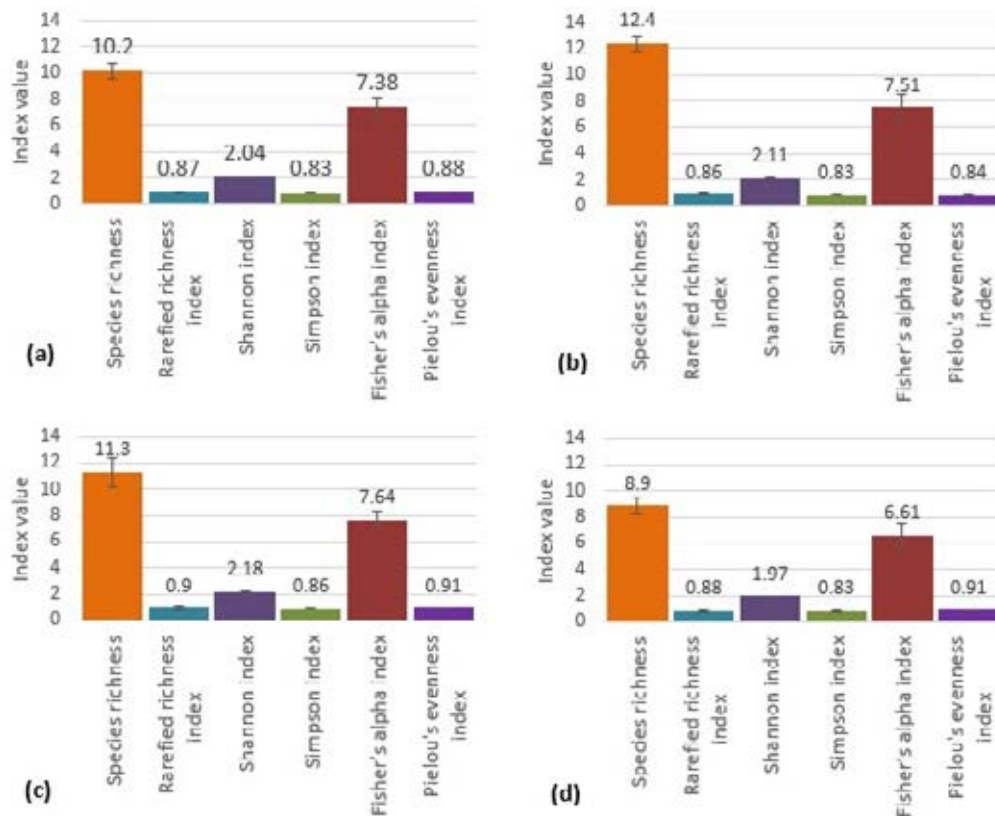 14
12
10
8
6
4
2
0
Index value
10.2
0.87
2.04
0.83
7.38
0.88
Species richness
Rarefied richness
index
Shannon index
Simpson index
Fisher's alpha index
Pielou's evenness
index
(a)
14
12
10
8
6
4
2
0
Index value
12.4
0.86
2.11
0.83
7.51
0.84
Species richness
Rarefied richness
index
Shannon index
Simpson index
Fisher's alpha index
Pielou's evenness
index
(b)
14
12
10
8
6
4
2
0
Index value
11.3
0.9
2.18
0.86
7.64
0.91
Species richness
Rarefied richness
index
Shannon index
Simpson index
Fisher's alpha index
Pielou's evenness
index
(c)
14
12
10
8
6
4
2
0
Index value
8.9
0.88
1.97
0.83
6.61
0.91
Species richness
Rarefied richness
index
Shannon index
Simpson index
Fisher's alpha index
Pielou's evenness
index
(d)